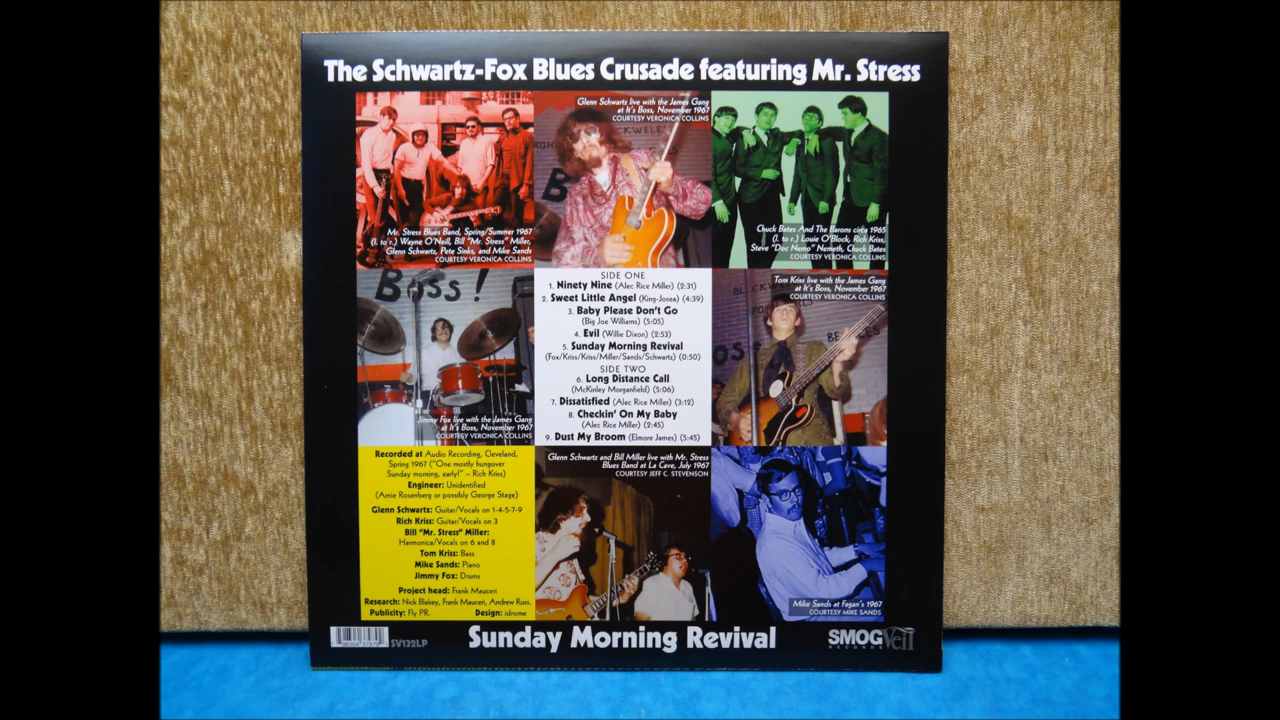 The Schwartz-Fox Blues Crusade featuring Mr. Stress
Mr. Stress Blues Band, Spring/Summer 1967
(l. to r.) Wayne O'Neill, Bill "Mr. Stress" Miller,
Glenn Schwartz, Pete Sinks, and Mike Sands
COURTESY VERONICA COLLINS
Glenn Schwartz live with the James Gang
at It's Boss, November 1967
COURTESY VERONICA COLLINS
Chuck Bates And The Barons circa 1965
(l. to r.) Louie O'Block, Rich Kriss,
Steve "Doc Nemo" Nemeth, Chuck Bates
COURTESY VERONICA COLLINS
BOSS!
Jimmy Fox live with the James Gang
at It's Boss, November 1967
COURTESY VERONICA COLLINS
SIDE ONE
1. Ninety Nine (Alec Rice Miller) (2:31)
2. Sweet Little Angel (King-Josea) (4:39)
3. Baby Please Don't Go
(Big Joe Williams) (5:05)
4. Evil (Willie Dixon) (2:53)
5. Sunday Morning Revival
(Fox/Kriss/Kriss/Miller/Sands/Schwartz) (0:50)
SIDE TWO
6. Long Distance Call
(McKinley Morganfield) (5:06)
7. Dissatisfied (Alec Rice Miller) (3:12)
8. Checkin' On My Baby
(Alec Rice Miller) (2:45)
9. Dust My Broom (Elmore James) (5:45)
Tom Kriss live with the James Gang
at It's Boss, November 1967
COURTESY VERONICA COLLINS
Recorded at Audio Recording, Cleveland,
Spring 1967 ("One mostly hungover
Sunday morning, early!" – Rich Kriss)
Engineer: Unidentified
(Arnie Rosenberg or possibly George Stage)
Glenn Schwarts: Guitar/Vocals on 1-4-5-7-9
Rich Kriss: Guitar/Vocals on 3
Bill "Mr. Stress" Miller:
Harmonica/Vocals on 6 and 8
Tom Kriss: Bass
Mike Sands: Piano
Jimmy Fox: Drums
Project head: Frank Mauceri
Research: Nick Blakey, Frank Mauceri, Andrew Russ.
Publicity: Fly PR. Design: idrome
Glenn Schwartz and Bill Miller live with Mr. Stress
Blues Band at La Cave, July 1967
COURTESY JEFF C. STEVENSON
Mike Sands at Fagan's 1967
COURTESY MIKE SANDS
SV132LP
Sunday Morning Revival
SMOG Veil
RECORDS